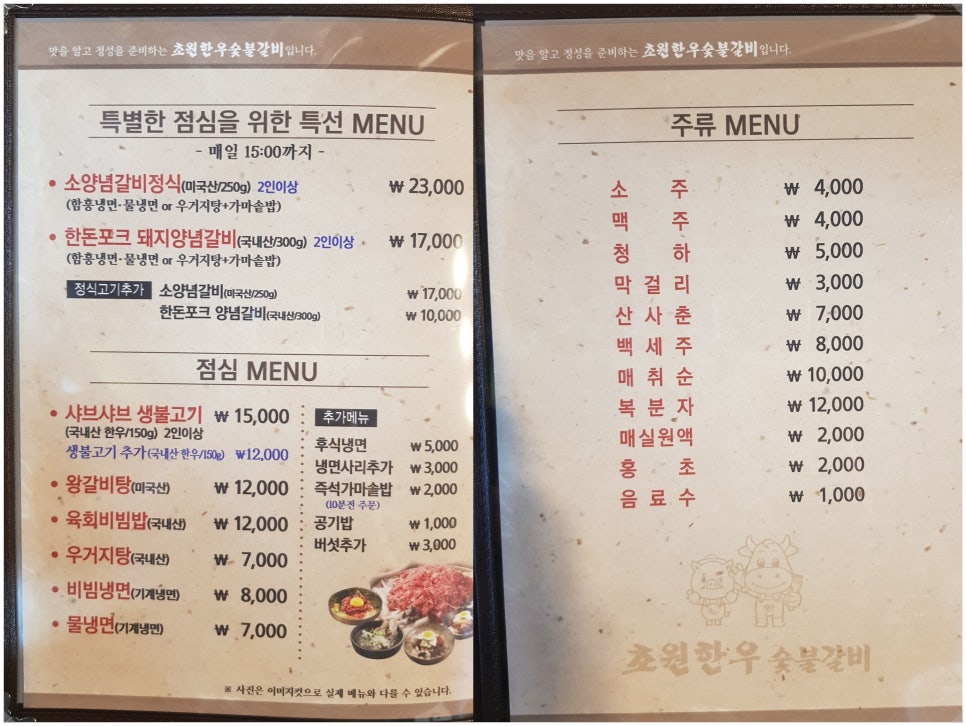 맛을 알고 정성을 준비하는 초원한우숯불갈비입니다.
특별한 점심을 위한 특선 MENU
- 매일 15:00까지 -
• 소양념갈비정식(미국산/250g) 2인이상 ₩ 23,000
(함흥냉면·물냉면 or 우거지탕+가마솥밥)
• 한돈포크 돼지양념갈비(국내산/300g) 2인이상 ₩ 17,000
(함흥냉면·물냉면 or 우거지탕+가마솥밥)
정식고기추가 소양념갈비(미국산/250g) ₩ 17,000
한돈포크 양념갈비(국내산/300g) ₩ 10,000
점심 MENU
• 샤브샤브 생불고기 ₩ 15,000
(국내산 한우/150g) 2인이상
생불고기 추가(국내산 한우/150g) ₩12,000
• 왕갈비탕(미국산) ₩ 12,000
• 육회비빔밥(국내산) ₩ 12,000
• 우거지탕(국내산) ₩ 7,000
• 비빔냉면(기계냉면) ₩ 8,000
• 물냉면(기계냉면) ₩ 7,000
추가메뉴
후식냉면 ₩ 5,000
냉면사리추가 ₩ 3,000
즉석가마솥밥 ₩ 2,000
(10분전 주문)
공기밥 ₩ 1,000
버섯추가 ₩ 3,000
※ 사진은 이미지컷으로 실제 메뉴와 다를 수 있습니다.
맛을 알고 정성을 준비하는 초원한우숯불갈비입니다.
주류 MENU
소 주 ₩ 4,000
맥 주 ₩ 4,000
청 하 ₩ 5,000
막 걸 리 ₩ 3,000
산 사 춘 ₩ 7,000
백 세 주 ₩ 8,000
매 취 순 ₩ 10,000
복 분 자 ₩ 12,000
매실원액 ₩ 2,000
홍 초 ₩ 2,000
음 료 수 ₩ 1,000
초원한우 숯불갈비